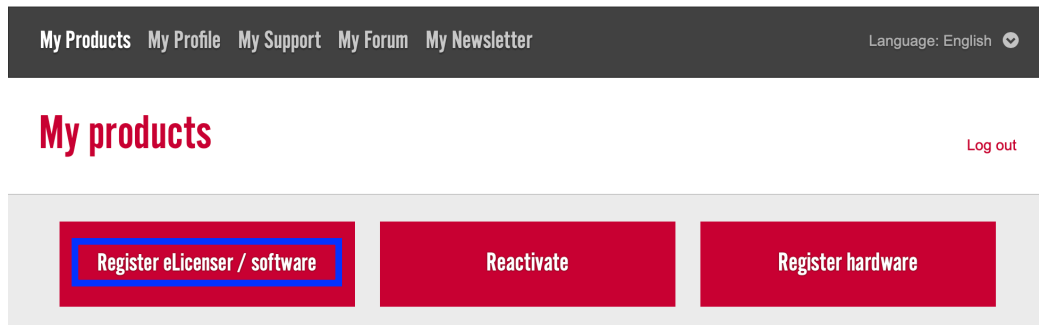 My Products My Profile My Support My Forum My Newsletter Language: English
My products
Log out
Register eLicenser / software Reactivate Register hardware